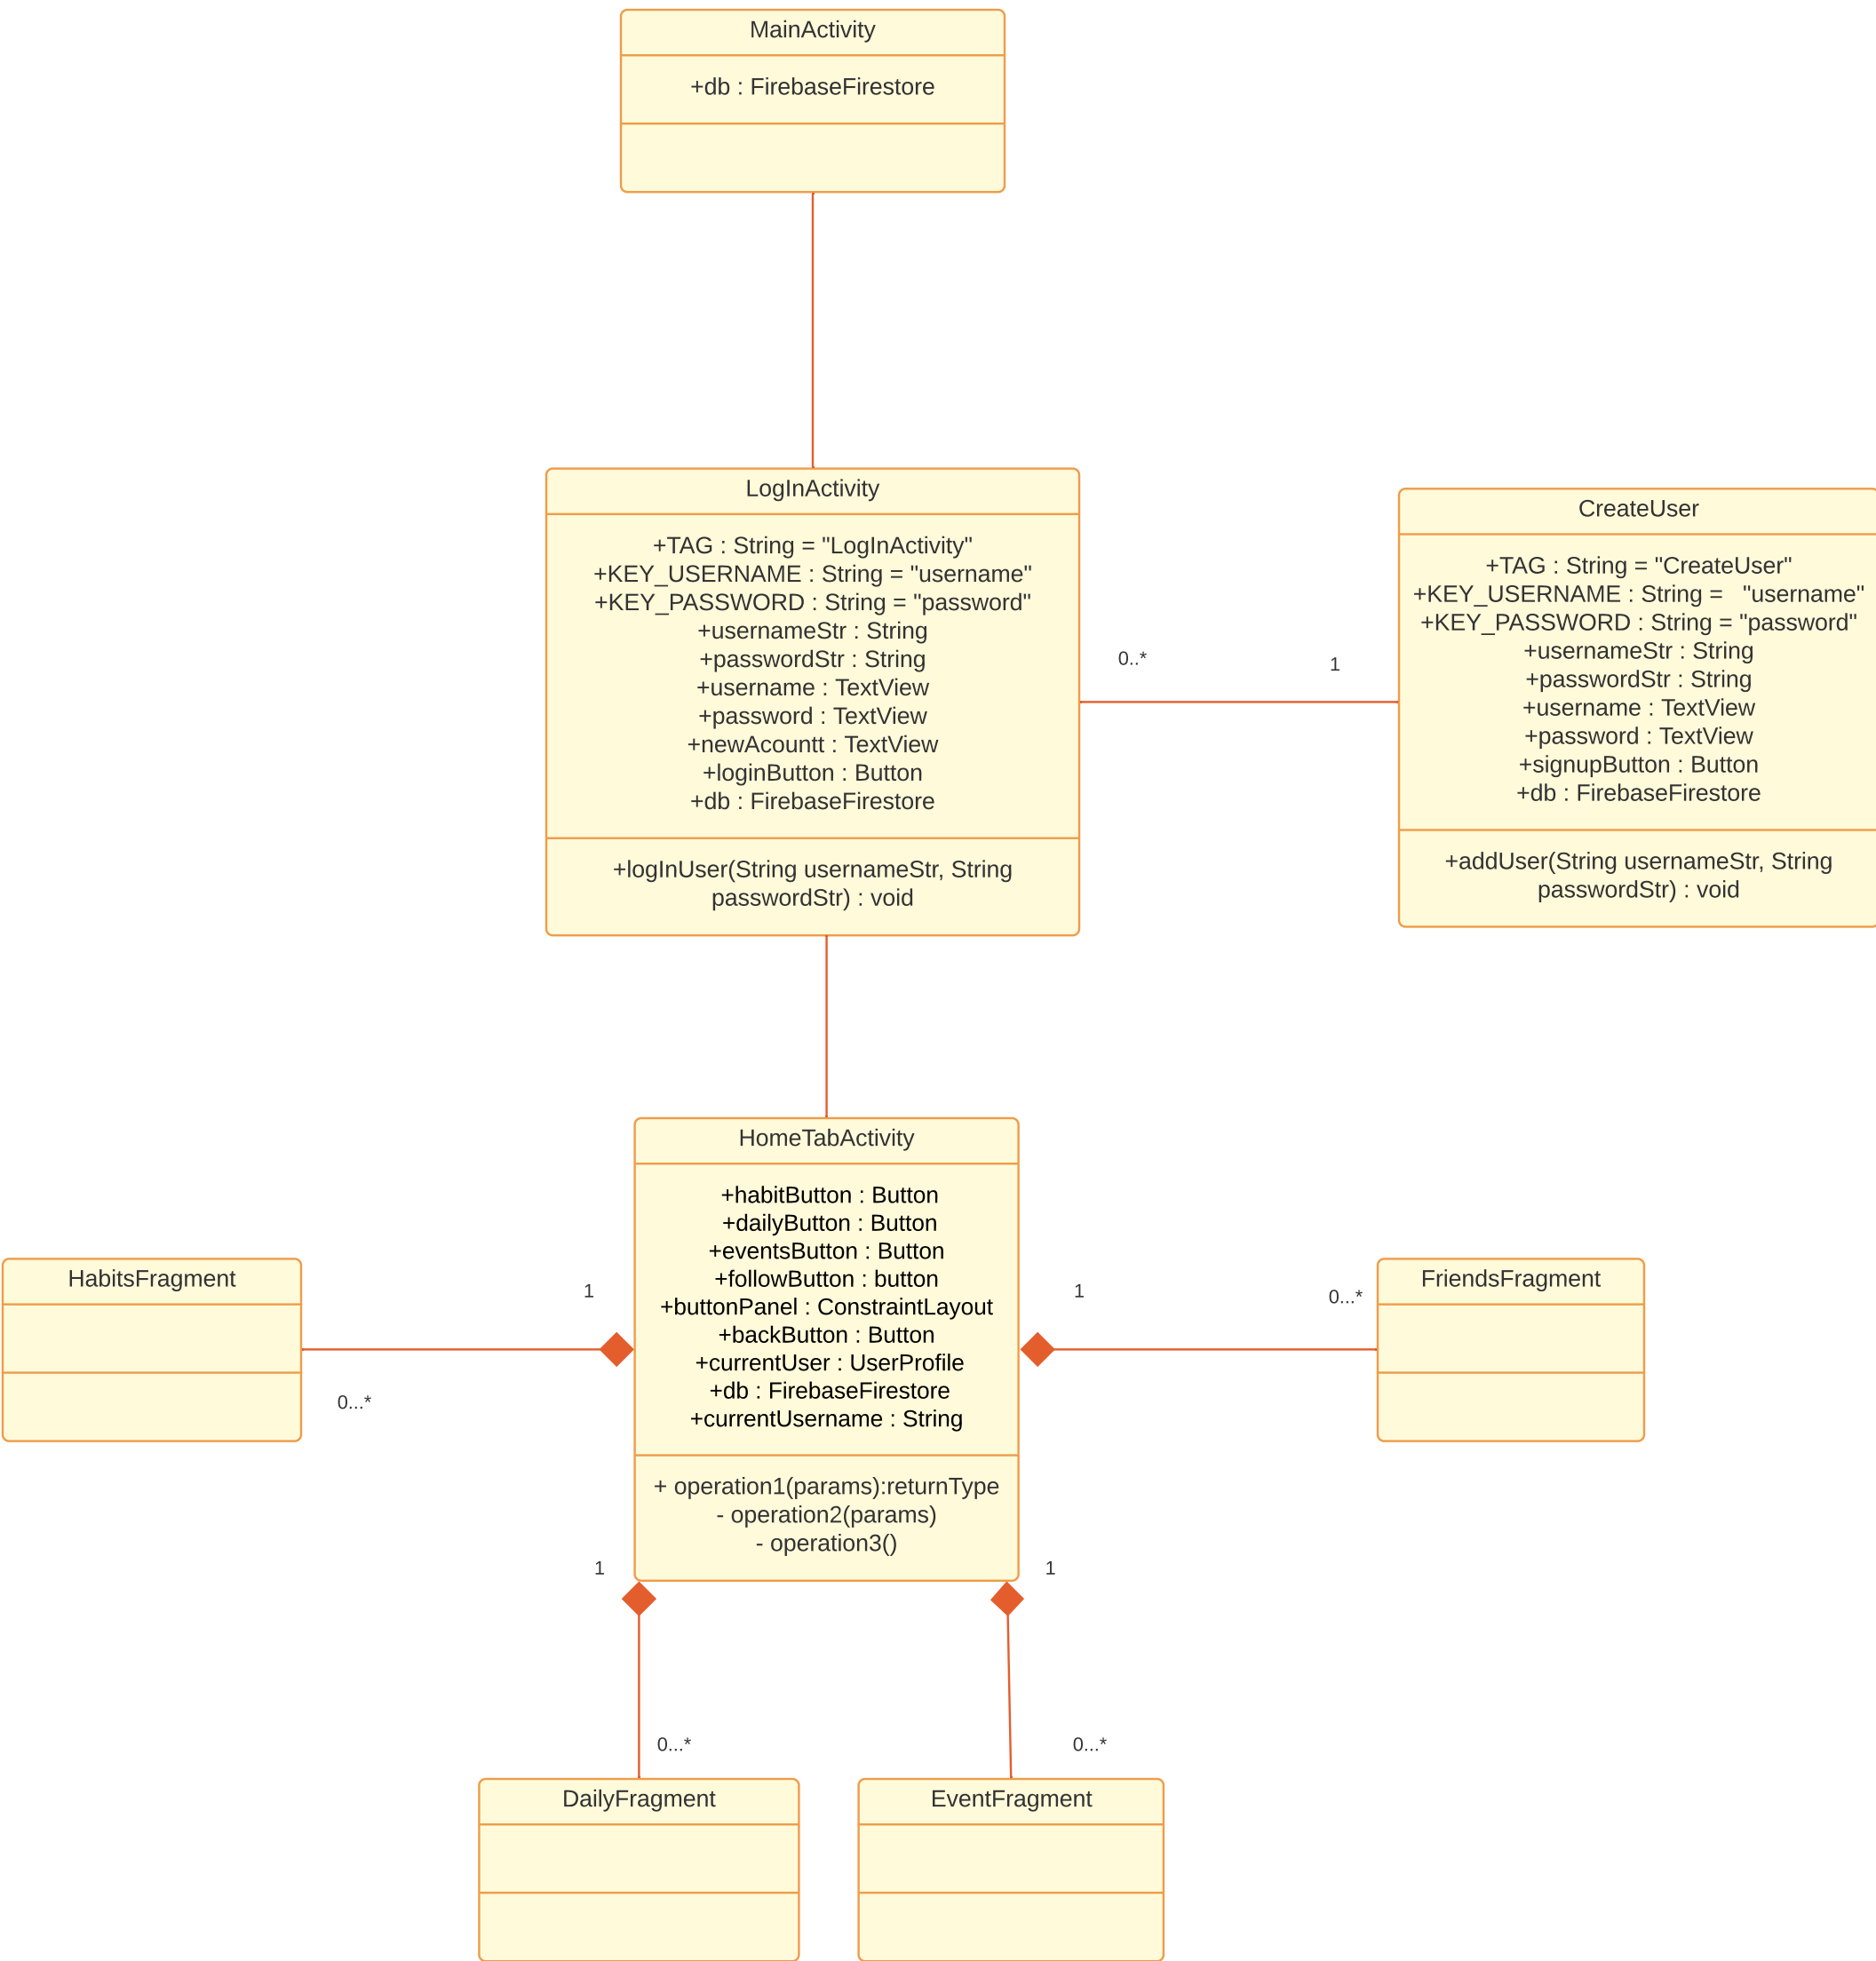 MainActivity
+db : FirebaseFirestore
LogInActivity
+TAG : String = "LogInActivity"
+KEY_USERNAME : String = "username"
+KEY_PASSWORD : String = "password"
+usernameStr : String
+passwordStr : String
+username : TextView
+password : TextView
+newAcountt : TextView
+loginButton : Button
+db : FirebaseFirestore
+logInUser(String usernameStr, String
passwordStr) : void
0..*
1
CreateUser
+TAG : String = "CreateUser"
+KEY_USERNAME : String =   "username"
+KEY_PASSWORD : String = "password"
+usernameStr : String
+passwordStr : String
+username : TextView
+password : TextView
+signupButton : Button
+db : FirebaseFirestore
+addUser(String usernameStr, String
passwordStr) : void
HomeTabActivity
+habitButton : Button
+dailyButton : Button
+eventsButton : Button
+followButton : button
+buttonPanel : ConstraintLayout
+backButton : Button
+currentUser : UserProfile
+db : FirebaseFirestore
+currentUsername : String
+ operation1(params):returnType
- operation2(params)
- operation3()
HabitsFragment
1
0...*
1
0...*
FriendsFragment
1
1
0...*
0...*
DailyFragment
EventFragment